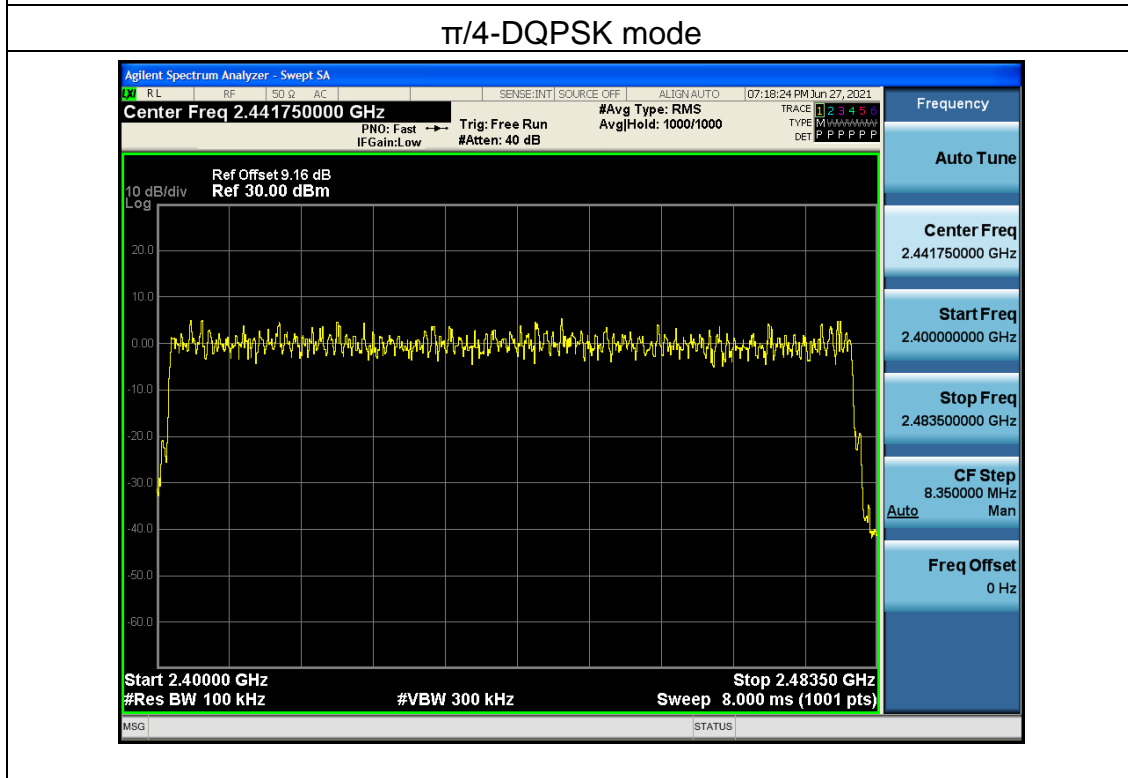 π/4-DQPSK mode
Agilent Spectrum Analyzer - Swept SA
LXI RL RF 50 Ω AC SENSE:INT SOURCE OFF ALIGN AUTO 07:18:24 PM Jun 27, 2021
Center Freq 2.441750000 GHz
PNO: Fast
IFGain:Low
Trig: Free Run
#Atten: 40 dB
#Avg Type: RMS
Avg|Hold: 1000/1000
TRACE 1 2 3 4 5 6
TYPE M
DET P P P P P P
Ref Offset 9.16 dB
10 dB/div Ref 30.00 dBm
Log
20.0
10.0
0.00
-10.0
-20.0
-30.0
-40.0
-50.0
-60.0
Start 2.40000 GHz Stop 2.48350 GHz
#Res BW 100 kHz #VBW 300 kHz Sweep 8.000 ms (1001 pts)
MSG STATUS
Frequency
Auto Tune
Center Freq
2.441750000 GHz
Start Freq
2.400000000 GHz
Stop Freq
2.483500000 GHz
CF Step
8.350000 MHz
Auto Man
Freq Offset
0 Hz